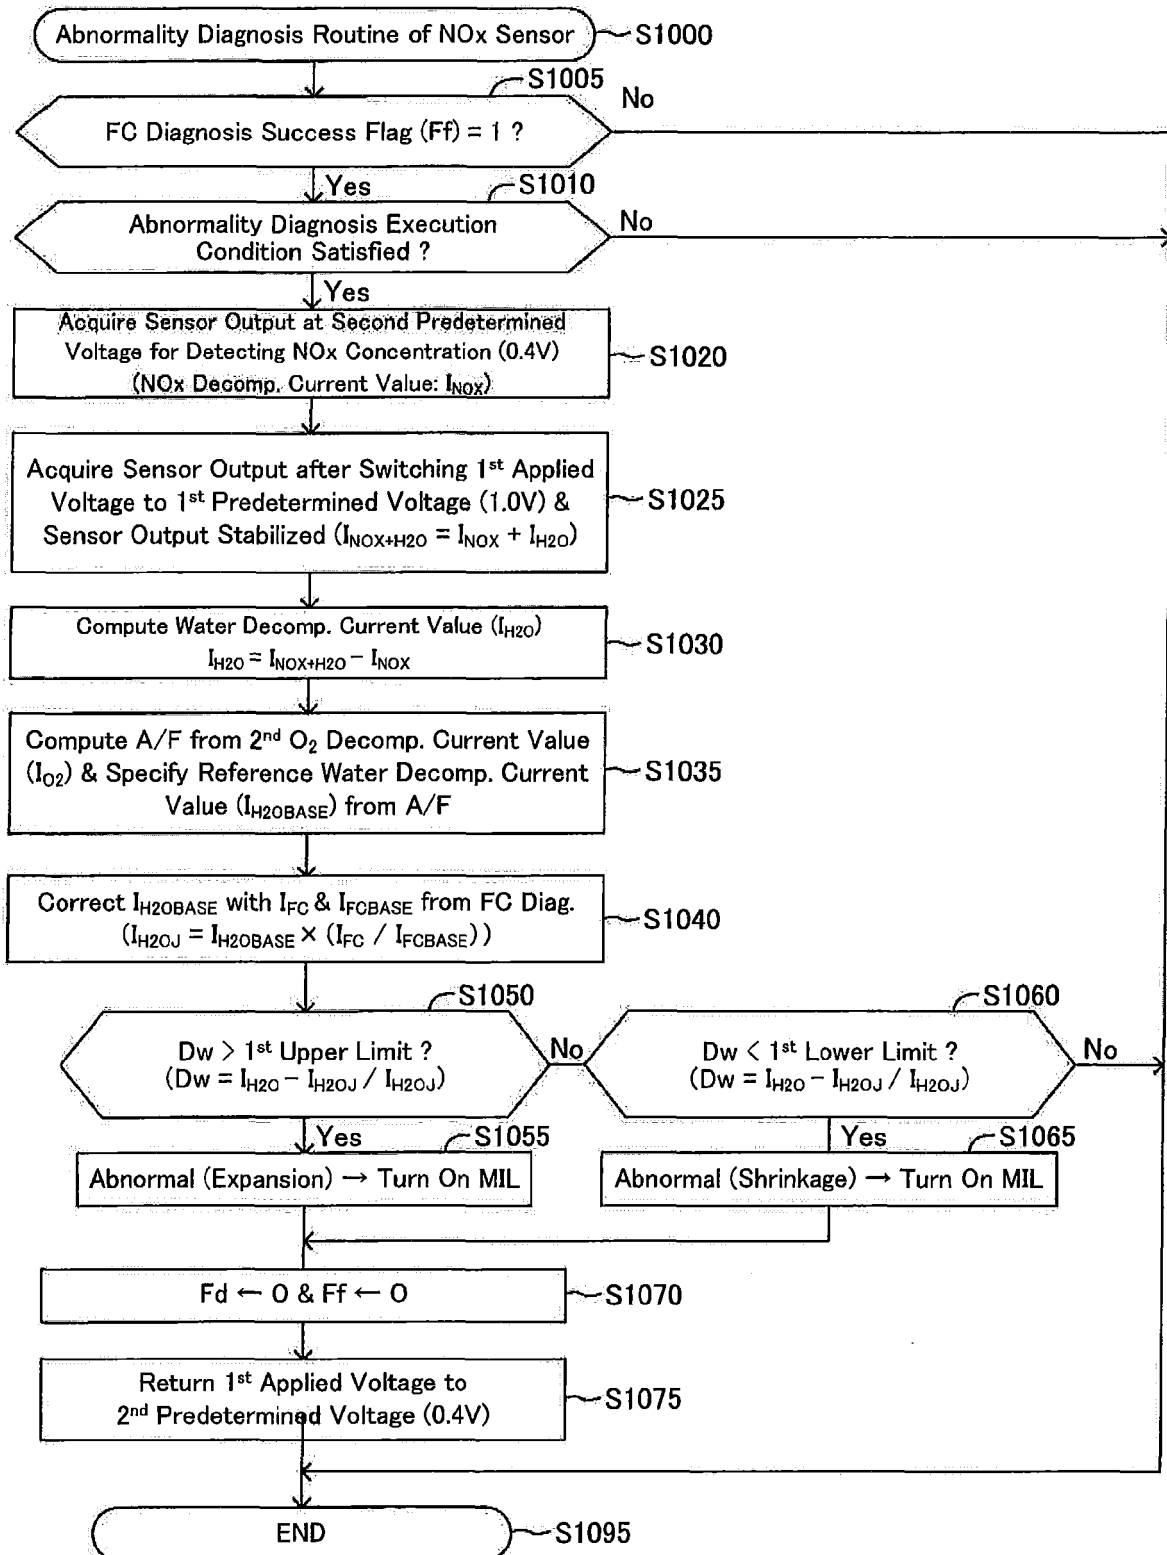 Abnormality Diagnosis Routine of NOx Sensor
S1000
S1005
FC Diagnosis Success Flag (Ff) = 1 ?
No
Yes
S1010
Abnormality Diagnosis Execution
Condition Satisfied ?
No
Yes
Acquire Sensor Output at Second Predetermined
Voltage for Detecting NOx Concentration (0.4V)
(NOx Decomp. Current Value: INOX)
S1020
Acquire Sensor Output after Switching 1st Applied
Voltage to 1st Predetermined Voltage (1.0V) &
Sensor Output Stabilized (INOX+H2O = INOX + IH2O)
S1025
Compute Water Decomp. Current Value (IH2O)
IH2O = INOX+H2O − INOX
S1030
Compute A/F from 2nd O2 Decomp. Current Value
(IO2) & Specify Reference Water Decomp. Current
Value (IH2OBASE) from A/F
S1035
Correct IH2OBASE with IFC & IFCBASE from FC Diag.
(IH2OJ = IH2OBASE × (IFC / IFCBASE))
S1040
S1050
Dw > 1st Upper Limit ?
(Dw = IH2O − IH2OJ / IH2OJ)
No
Yes
S1060
Dw < 1st Lower Limit ?
(Dw = IH2O − IH2OJ / IH2OJ)
No
Yes
S1055
Abnormal (Expansion) → Turn On MIL
S1065
Abnormal (Shrinkage) → Turn On MIL
Fd ← O & Ff ← O
S1070
Return 1st Applied Voltage to
2nd Predetermined Voltage (0.4V)
S1075
END
S1095